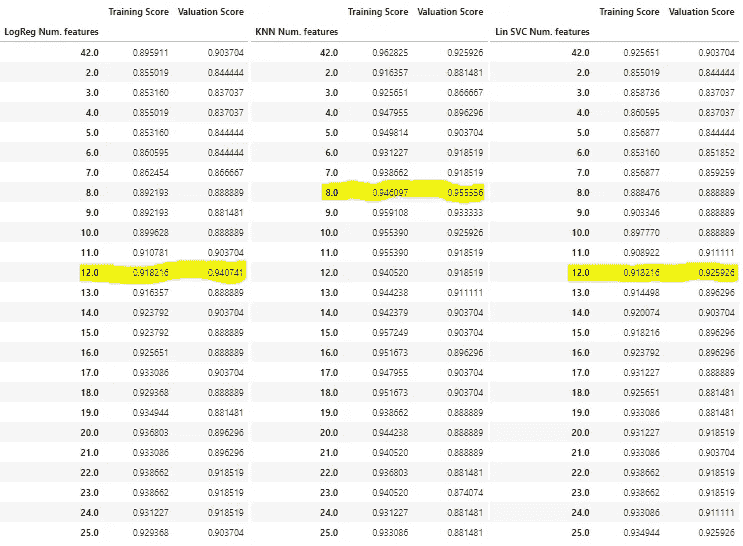 Training Score Valuation Score Training Score Valuation Score Training Score Valuation Score
LogReg Num. features KNN Num. features Lin SVC Num. features
42.0 0.895911 0.903704 42.0 0.962825 0.925926 42.0 0.925651 0.903704
2.0 0.855019 0.844444 2.0 0.916357 0.881481 2.0 0.855019 0.844444
3.0 0.853160 0.837037 3.0 0.925651 0.866667 3.0 0.858736 0.837037
4.0 0.855019 0.837037 4.0 0.947955 0.896296 4.0 0.860595 0.837037
5.0 0.853160 0.844444 5.0 0.949814 0.903704 5.0 0.856877 0.844444
6.0 0.860595 0.844444 6.0 0.931227 0.918519 6.0 0.853160 0.851852
7.0 0.862454 0.866667 7.0 0.938662 0.918519 7.0 0.856877 0.859259
8.0 0.892193 0.888889 8.0 0.946097 0.955556 8.0 0.888476 0.888889
9.0 0.892193 0.881481 9.0 0.959108 0.933333 9.0 0.903346 0.888889
10.0 0.899628 0.888889 10.0 0.955390 0.925926 10.0 0.897770 0.888889
11.0 0.910781 0.903704 11.0 0.955390 0.918519 11.0 0.908922 0.911111
12.0 0.918216 0.940741 12.0 0.940520 0.918519 12.0 0.918216 0.925926
13.0 0.916357 0.888889 13.0 0.944238 0.911111 13.0 0.914498 0.896296
14.0 0.923792 0.903704 14.0 0.942379 0.903704 14.0 0.920074 0.903704
15.0 0.923792 0.888889 15.0 0.957249 0.903704 15.0 0.918216 0.896296
16.0 0.925651 0.888889 16.0 0.951673 0.896296 16.0 0.923792 0.896296
17.0 0.933086 0.903704 17.0 0.947955 0.903704 17.0 0.931227 0.888889
18.0 0.929368 0.888889 18.0 0.951673 0.903704 18.0 0.925651 0.881481
19.0 0.934944 0.881481 19.0 0.938662 0.888889 19.0 0.933086 0.881481
20.0 0.936803 0.896296 20.0 0.944238 0.888889 20.0 0.931227 0.918519
21.0 0.933086 0.896296 21.0 0.940520 0.888889 21.0 0.933086 0.903704
22.0 0.938662 0.918519 22.0 0.936803 0.881481 22.0 0.938662 0.918519
23.0 0.938662 0.918519 23.0 0.940520 0.874074 23.0 0.938662 0.918519
24.0 0.931227 0.918519 24.0 0.931227 0.881481 24.0 0.933086 0.911111
25.0 0.929368 0.903704 25.0 0.933086 0.881481 25.0 0.934944 0.925926